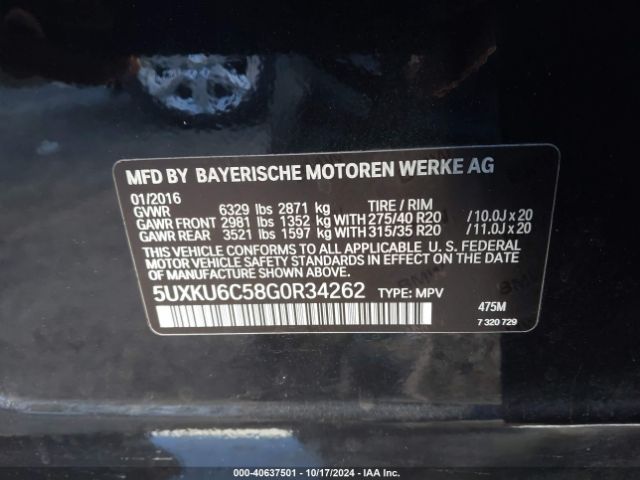 MFD BY BAYERISCHE MOTOREN WERKE AG
01/2016 TIRE / RIM
GVWR 6329 lbs 2871 kg
GAWR FRONT 2981 lbs 1352 kg WITH 275/40 R20 / 10.0J x 20
GAWR REAR 3521 lbs 1597 kg WITH 315/35 R20 / 11.0J x 20
THIS VEHICLE CONFORMS TO ALL APPLICABLE U. S. FEDERAL
MOTOR VEHICLE SAFETY STANDARDS IN EFFECT ON THE
DATE OF MANUFACTURE SHOWN ABOVE.
5UXKU6C58G0R34262 TYPE: MPV 475M
7 320 729
000-40637501 - 10/17/2024 - IAA Inc.